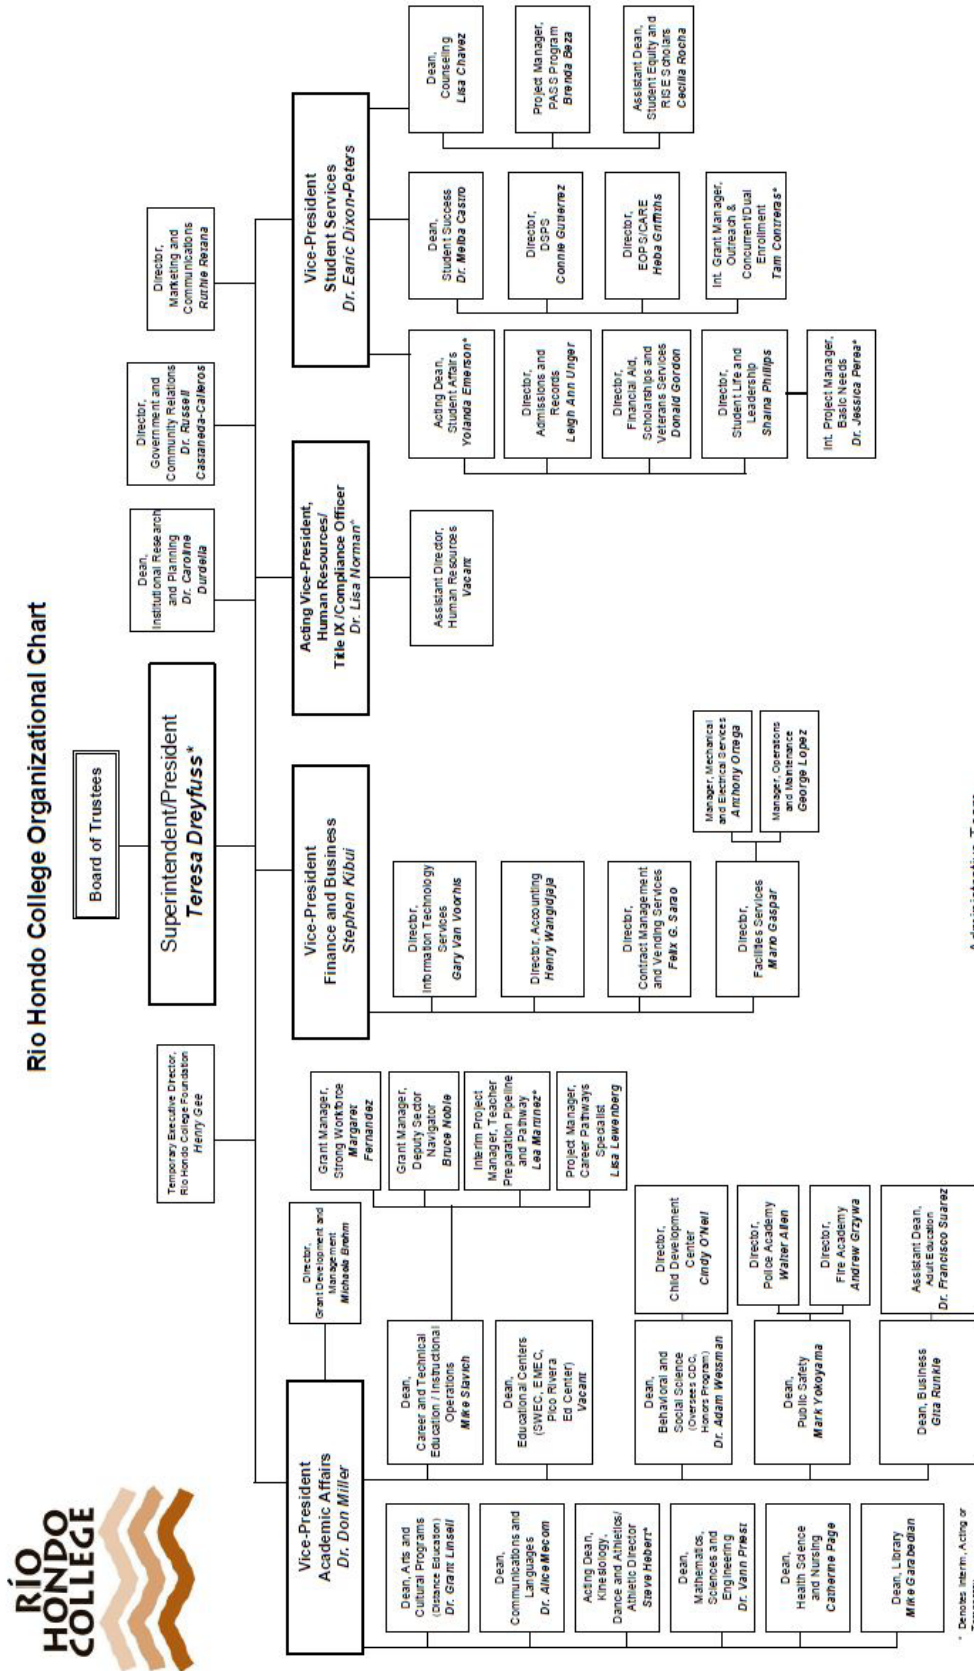 RÍO
HONDO
COLLEGE
Rio Hondo College Organizational Chart
Board of Trustees
Superintendent/President
Teresa Dreyfuss*
Temporary Executive Director,
Rio Hondo College Foundation
Henry Gee
Dean,
Institutional Research
and Planning
Dr. Caroline
Durdella
Director,
Government and
Community Relations
Dr. Russell
Castaneda-Calleros
Director,
Marketing and
Communications
Ruthie Retana
Vice-President
Academic Affairs
Dr. Don Miller
Director,
Grant Development and
Management
Michaela Brehm
Dean, Arts and
Cultural Programs
(Distance Education)
Dr. Grant Linsell
Dean,
Communications and
Languages
Dr. Alice Mecom
Acting Dean,
Kinesiology,
Dance and Athletics/
Athletic Director
Steve Hebert*
Dean,
Mathematics,
Sciences and
Engineering
Dr. Vann Priest
Dean,
Health Science
and Nursing
Catherine Page
Dean, Library
Mike Garabedian
Dean,
Career and Technical
Education / Instructional
Operations
Mike Slavich
Dean,
Educational Centers
(SWEC, EMEC,
Pico Rivera
Ed Center)
Vacant
Dean,
Behavioral and
Social Science
(Oversees CDC,
Honors Program)
Dr. Adam Wetsman
Dean,
Public Safety
Mark Yokoyama
Dean, Business
Gita Runkle
Grant Manager,
Strong Workforce
Margaret
Fernandez
Grant Manager,
Deputy Sector
Navigator
Bruce Noble
Interim Project
Manager, Teacher
Preparation Pipeline
and Pathway
Lea Martinez*
Project Manager,
Career Pathways
Specialist
Lisa Lewenberg
Director,
Child Development
Center
Cindy O'Neil
Director,
Police Academy
Walter Allen
Director,
Fire Academy
Andrew Grzywa
Assistant Dean,
Adult Education
Dr. Francisco Suarez
Vice-President
Finance and Business
Stephen Kibui
Director,
Information Technology
Services
Gary Van Voorhis
Director, Accounting
Henry Wangidjaja
Director,
Contract Management
and Vending Services
Felix G. Sarao
Director,
Facilities Services
Mario Gaspar
Manager, Mechanical
and Electrical Services
Anthony Ortega
Manager, Operations
and Maintenance
George Lopez
Acting Vice-President,
Human Resources/
Title IX /Compliance Officer
Dr. Lisa Norman*
Assistant Director,
Human Resources
Vacant
Vice-President
Student Services
Dr. Earic Dixon-Peters
Acting Dean,
Student Affairs
Yolanda Emerson*
Director,
Admissions and
Records
Leigh Ann Unger
Director,
Financial Aid,
Scholarships and
Veterans Services
Donald Gordon
Director,
Student Life and
Leadership
Shaina Phillips
Int. Project Manager,
Basic Needs
Dr. Jessica Perea*
Dean,
Student Success
Dr. Melba Castro
Director,
DSPS
Connie Gutierrez
Director,
EOPS/CARE
Heba Griffiths
Int. Grant Manager,
Outreach &
Concurrent/Dual
Enrollment
Tam Contreras*
Dean,
Counseling
Lisa Chavez
Project Manager,
PASS Program
Brenda Beza
Assistant Dean,
Student Equity and
RISE Scholars
Cecilia Rocha
* Denotes Interim, Acting or